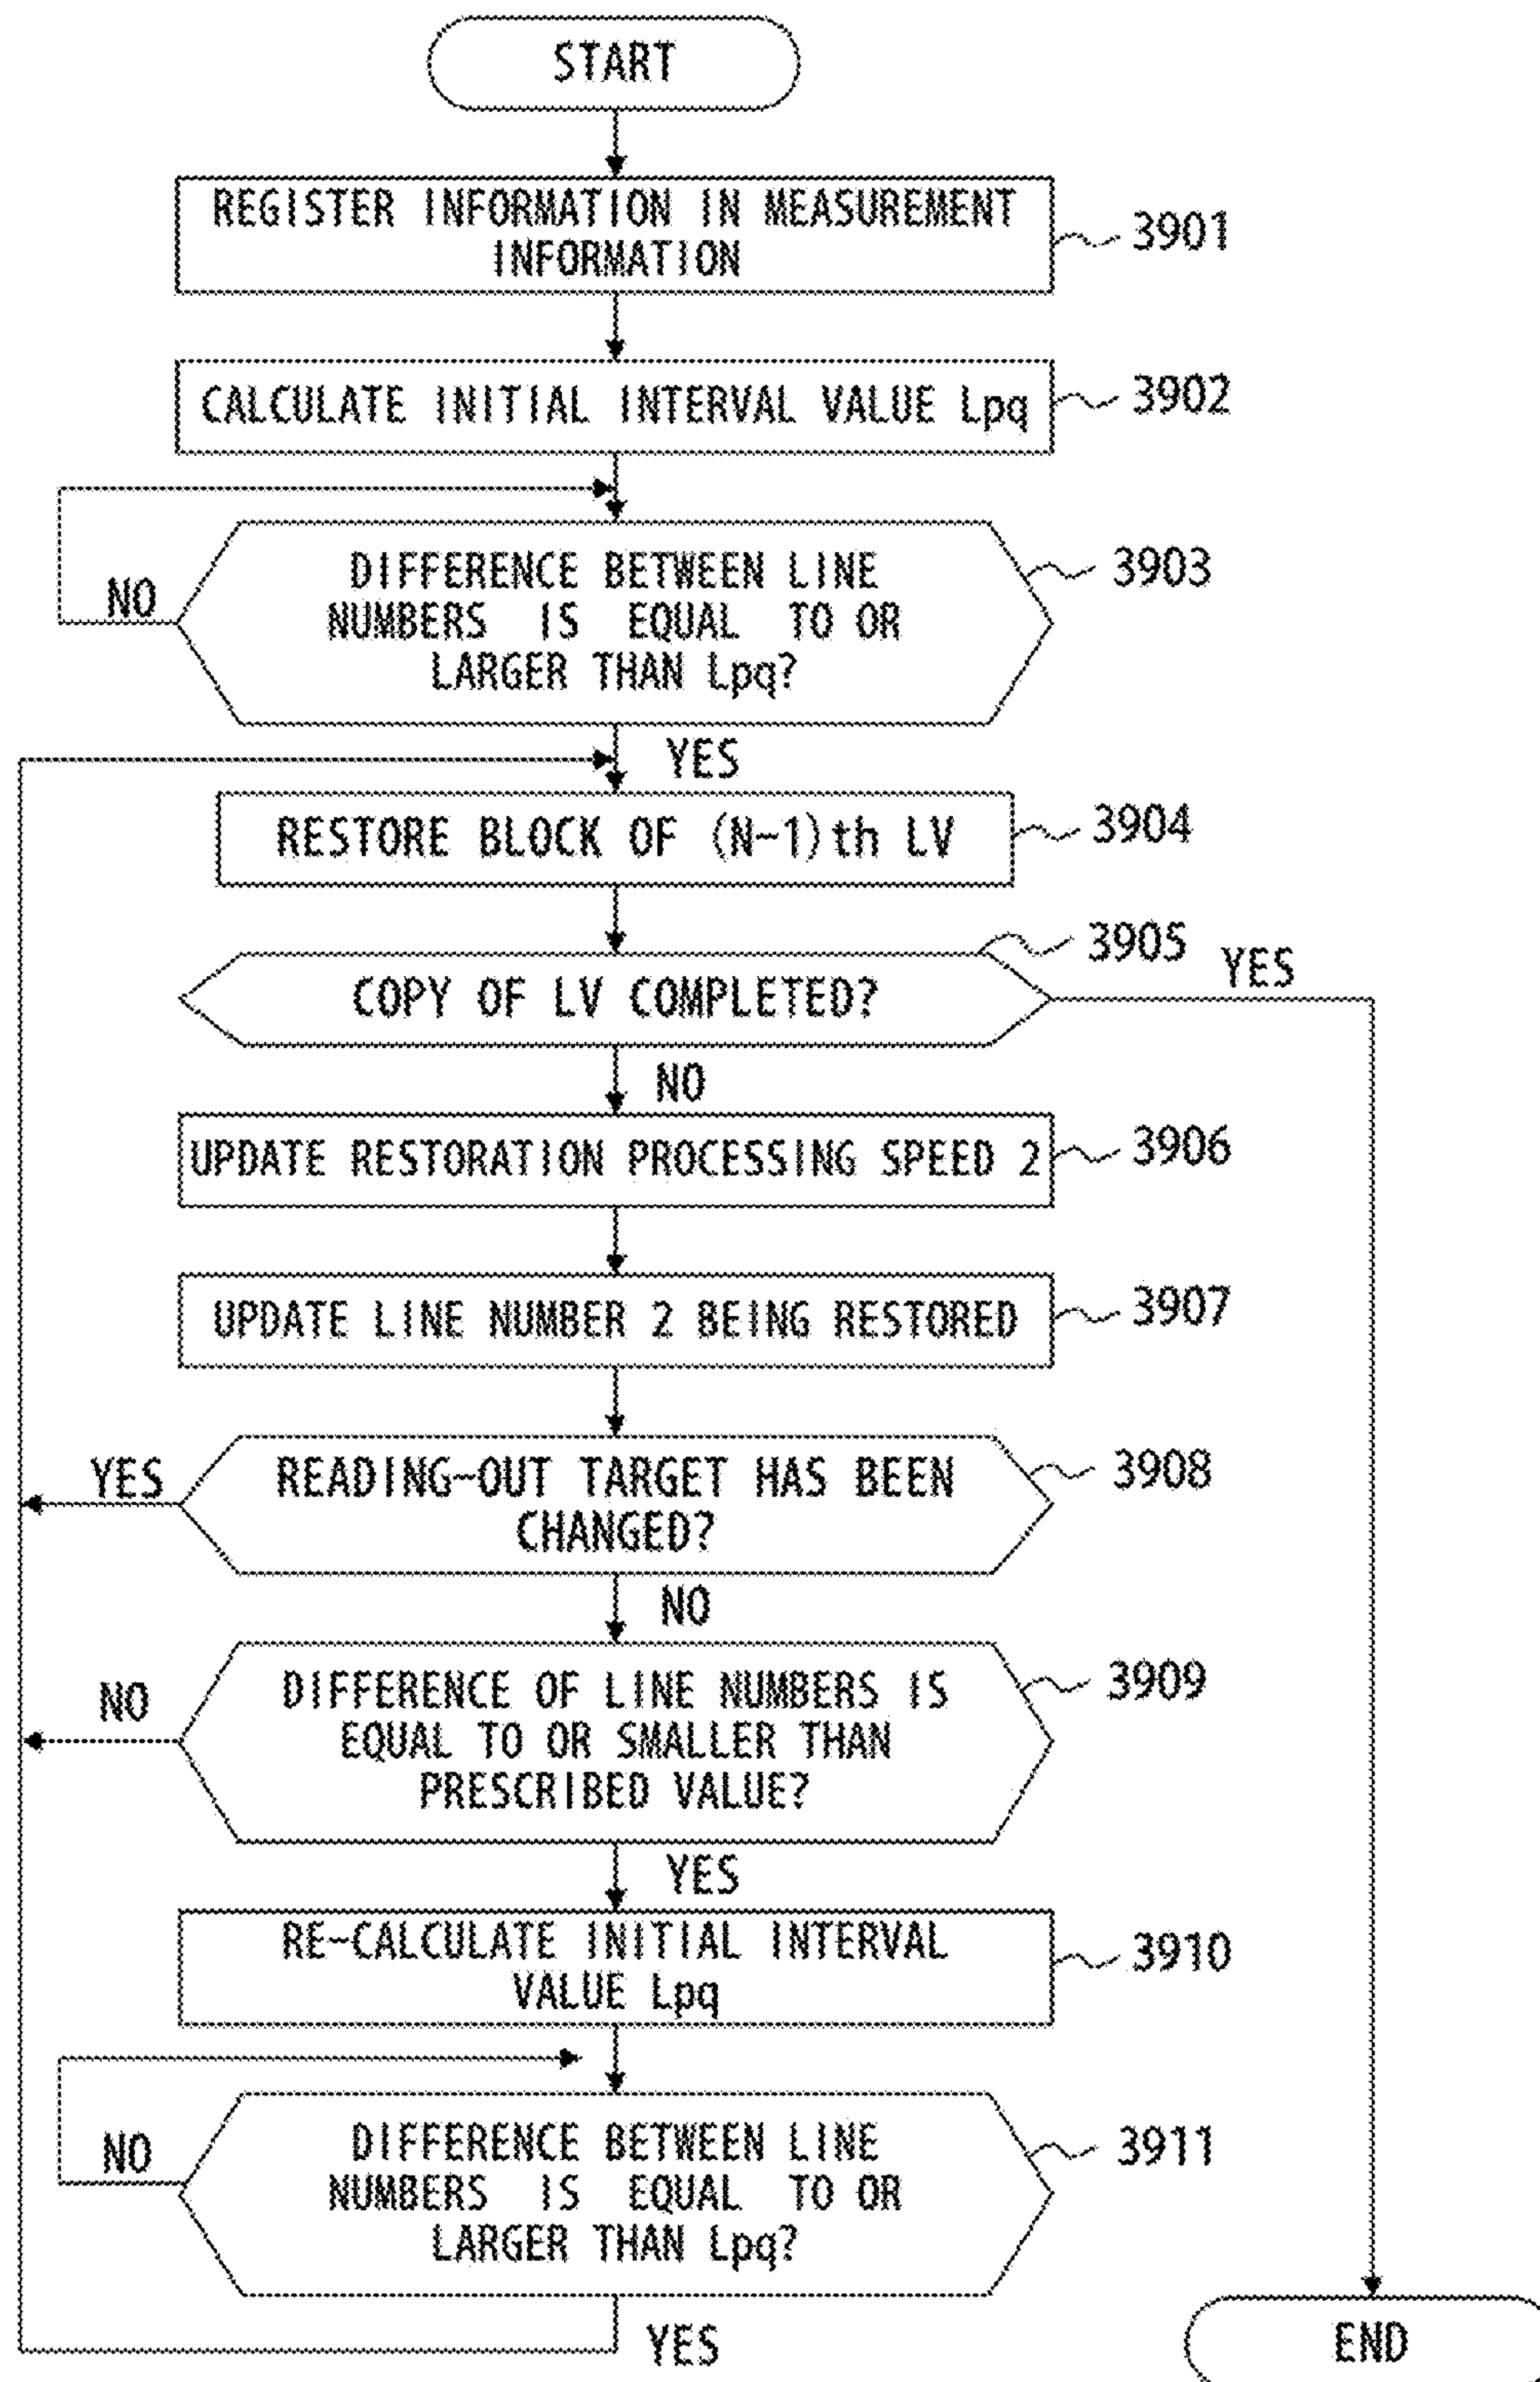 START
REGISTER INFORMATION IN MEASUREMENT
INFORMATION
3901
CALCULATE INITIAL INTERVAL VALUE Lpq
3902
DIFFERENCE BETWEEN LINE
NUMBERS IS EQUAL TO OR
LARGER THAN Lpq?
3903
NO
YES
RESTORE BLOCK OF (N-1)th LV
3904
COPY OF LV COMPLETED?
3905
YES
NO
UPDATE RESTORATION PROCESSING SPEED 2
3906
UPDATE LINE NUMBER 2 BEING RESTORED
3907
READING-OUT TARGET HAS BEEN
CHANGED?
3908
YES
NO
DIFFERENCE OF LINE NUMBERS IS
EQUAL TO OR SMALLER THAN
PRESCRIBED VALUE?
3909
NO
YES
RE-CALCULATE INITIAL INTERVAL
VALUE Lpq
3910
DIFFERENCE BETWEEN LINE
NUMBERS IS EQUAL TO OR
LARGER THAN Lpq?
3911
NO
YES
END